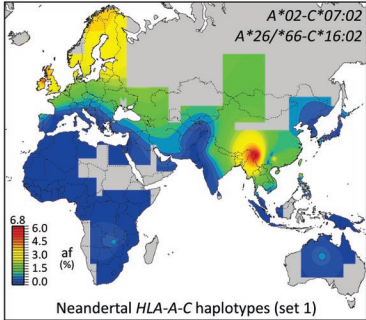 A*02-C*07:02
A*26/*66-C*16:02
6.8
6.0
4.5
3.0
1.5
0.0
af
(%)
Neandertal HLA-A-C haplotypes (set 1)